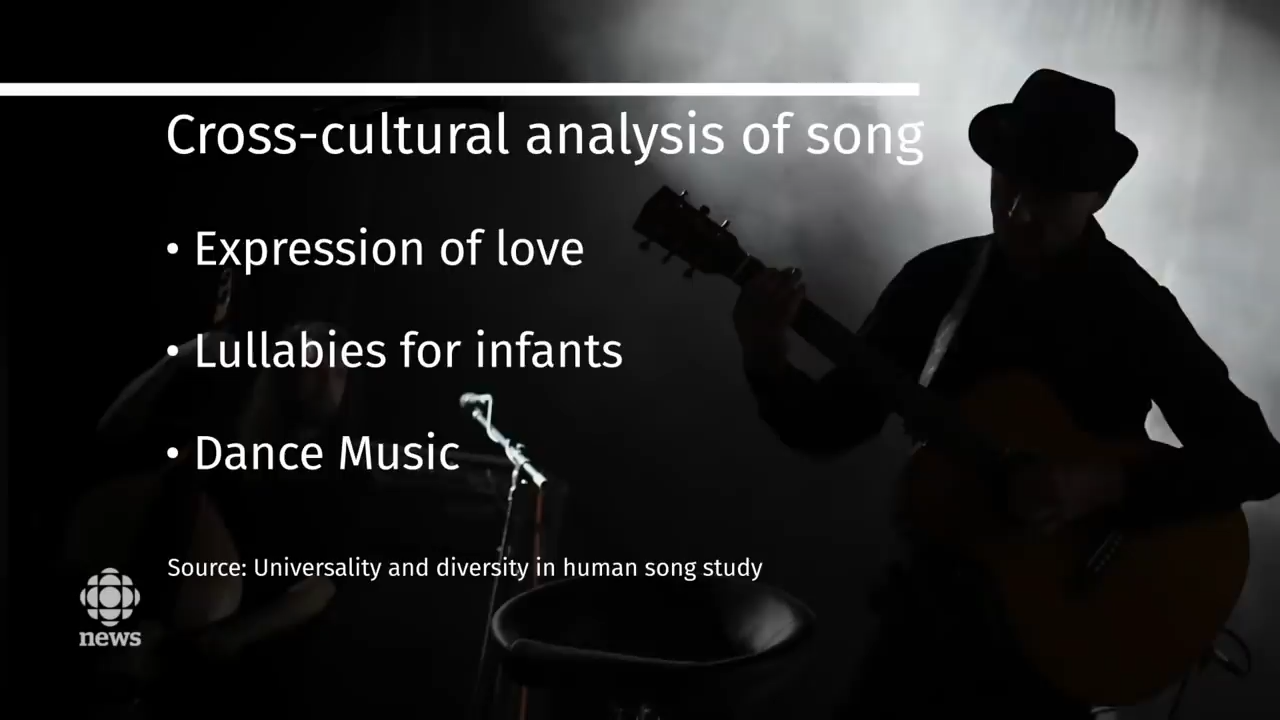 Cross-cultural analysis of song
• Expression of love
• Lullabies for infants
• Dance Music
Source: Universality and diversity in human song study
news